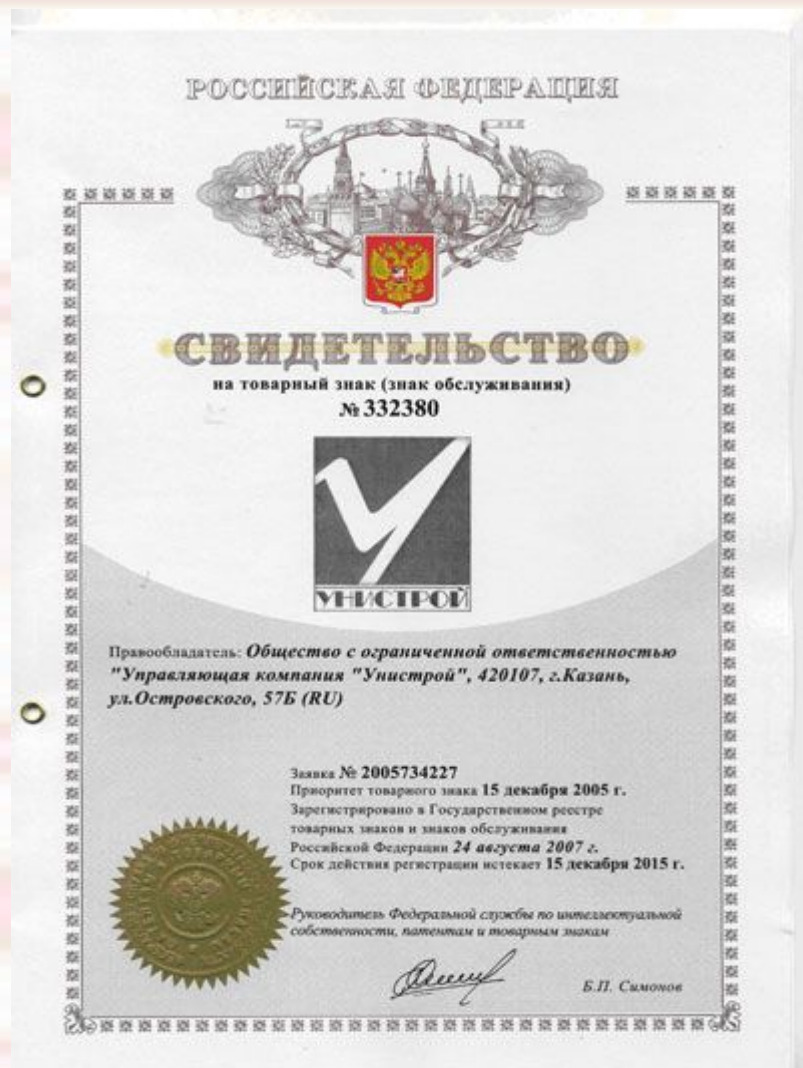 РОССИЙСКАЯ ФЕДЕРАЦИЯ
СВИДЕТЕЛЬСТВО
на товарный знак (знак обслуживания)
№ 332380
УНИСТРОЙ
Правообладатель: Общество с ограниченной ответственностью
"Управляющая компания "Унистрой", 420107, г.Казань,
ул.Островского, 57Б (RU)
Заявка № 2005734227
Приоритет товарного знака 15 декабря 2005 г.
Зарегистрировано в Государственном реестре
товарных знаков и знаков обслуживания
Российской Федерации 24 августа 2007 г.
Срок действия регистрации истекает 15 декабря 2015 г.
Руководитель Федеральной службы по интеллектуальной
собственности, патентам и товарным знакам
Б.П. Симонов